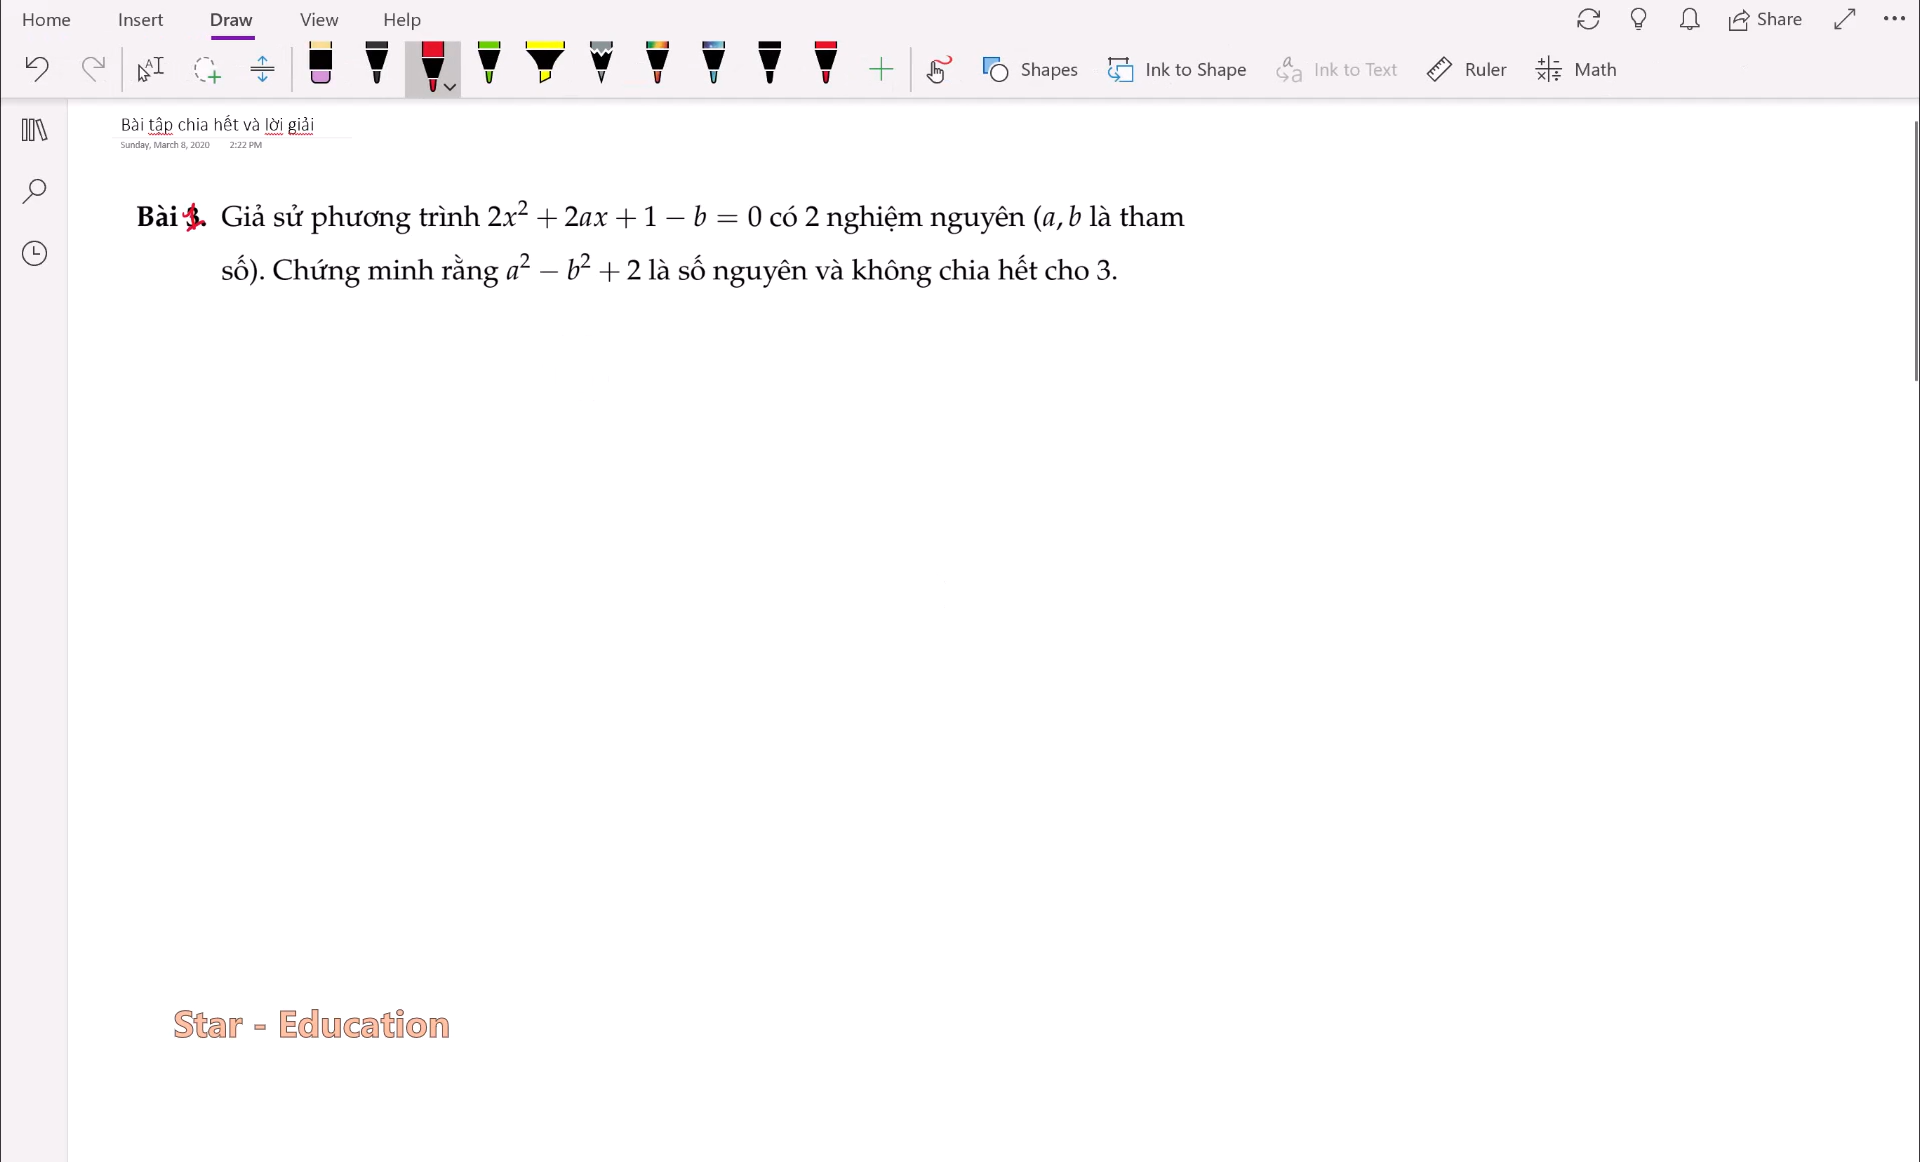 Home Insert Draw View Help Share
Shapes Ink to Shape Ink to Text Ruler Math
Bài tập chia hết và lời giải
Sunday, March 8, 2020 2:22 PM
Bài 1. Giả sử phương trình 2x² + 2ax + 1 − b = 0 có 2 nghiệm nguyên (a, b là tham
số). Chứng minh rằng a² − b² + 2 là số nguyên và không chia hết cho 3.
Star - Education